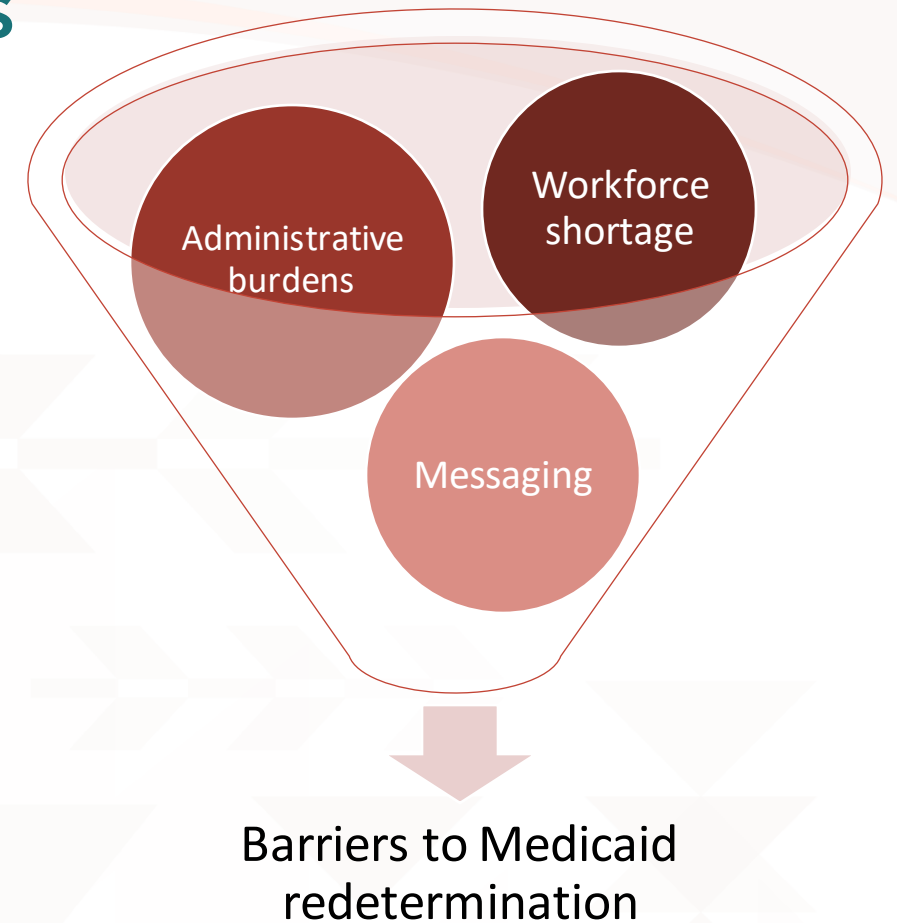 s
Workforce
shortage
Administrative
burdens
Messaging
Barriers to Medicaid
redetermination